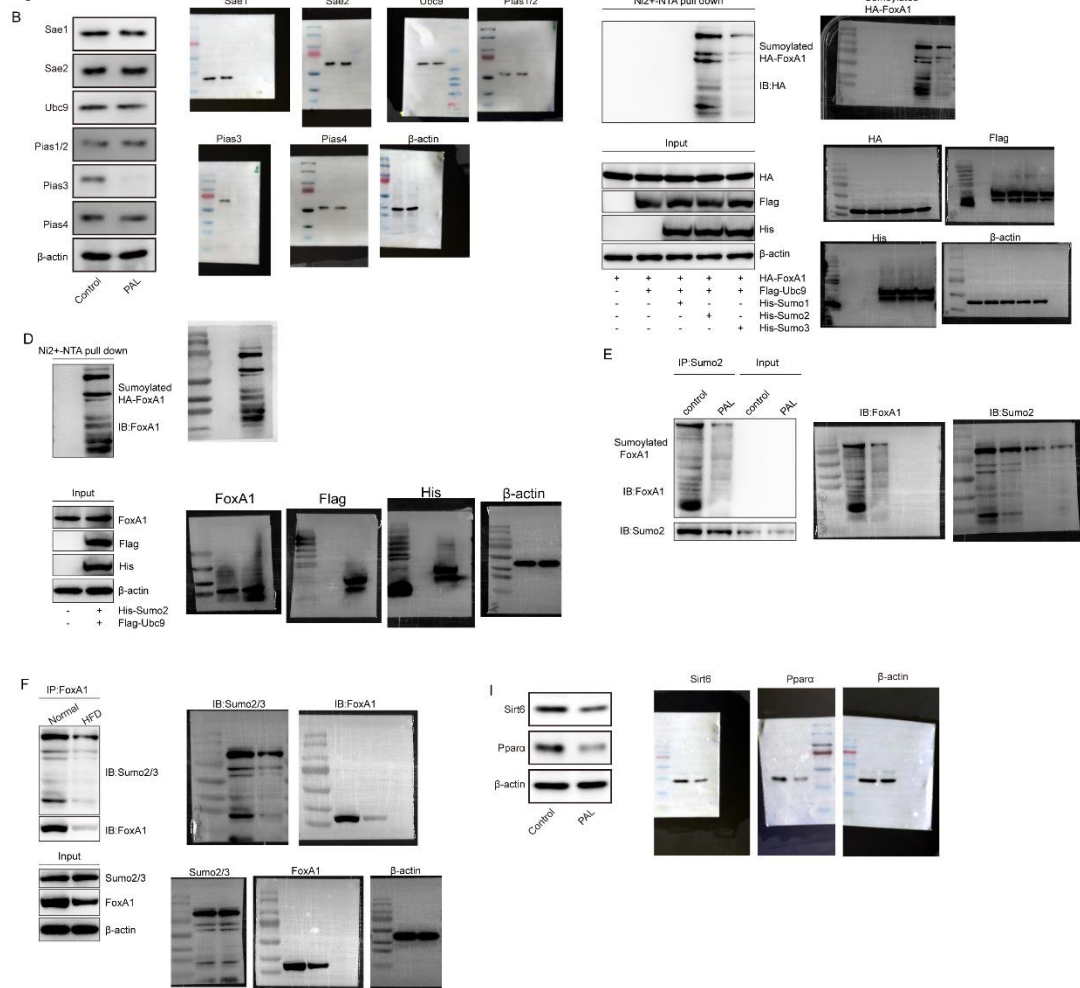 B
Sae1
Sae2
Ubc9
Pias1/2
Pias3
Pias4
β-actin
Control
PAL
Sae1
Sae2
Ubc9
Pias1/2
Pias3
Pias4
β-actin
Ni2+-NTA pull down
Sumoylated
HA-FoxA1
IB:HA
Sumoylated
HA-FoxA1
Input
HA
Flag
His
β-actin
+ + + + + HA-FoxA1
- + + + + Flag-Ubc9
- - + - - His-Sumo1
- - - + - His-Sumo2
- - - - + His-Sumo3
HA
Flag
His
β-actin
D
Ni2+-NTA pull down
Sumoylated
HA-FoxA1
IB:FoxA1
Input
FoxA1
Flag
His
β-actin
- + His-Sumo2
- + Flag-Ubc9
FoxA1
Flag
His
β-actin
E
IP:Sumo2
Input
control
PAL
control
PAL
Sumoylated
FoxA1
IB:FoxA1
IB:Sumo2
IB:FoxA1
IB:Sumo2
F
IP:FoxA1
Normal
HFD
IB:Sumo2/3
IB:FoxA1
Input
Sumo2/3
FoxA1
β-actin
IB:Sumo2/3
IB:FoxA1
Sumo2/3
FoxA1
β-actin
I
Sirt6
Pparα
β-actin
Control
PAL
Sirt6
Pparα
β-actin